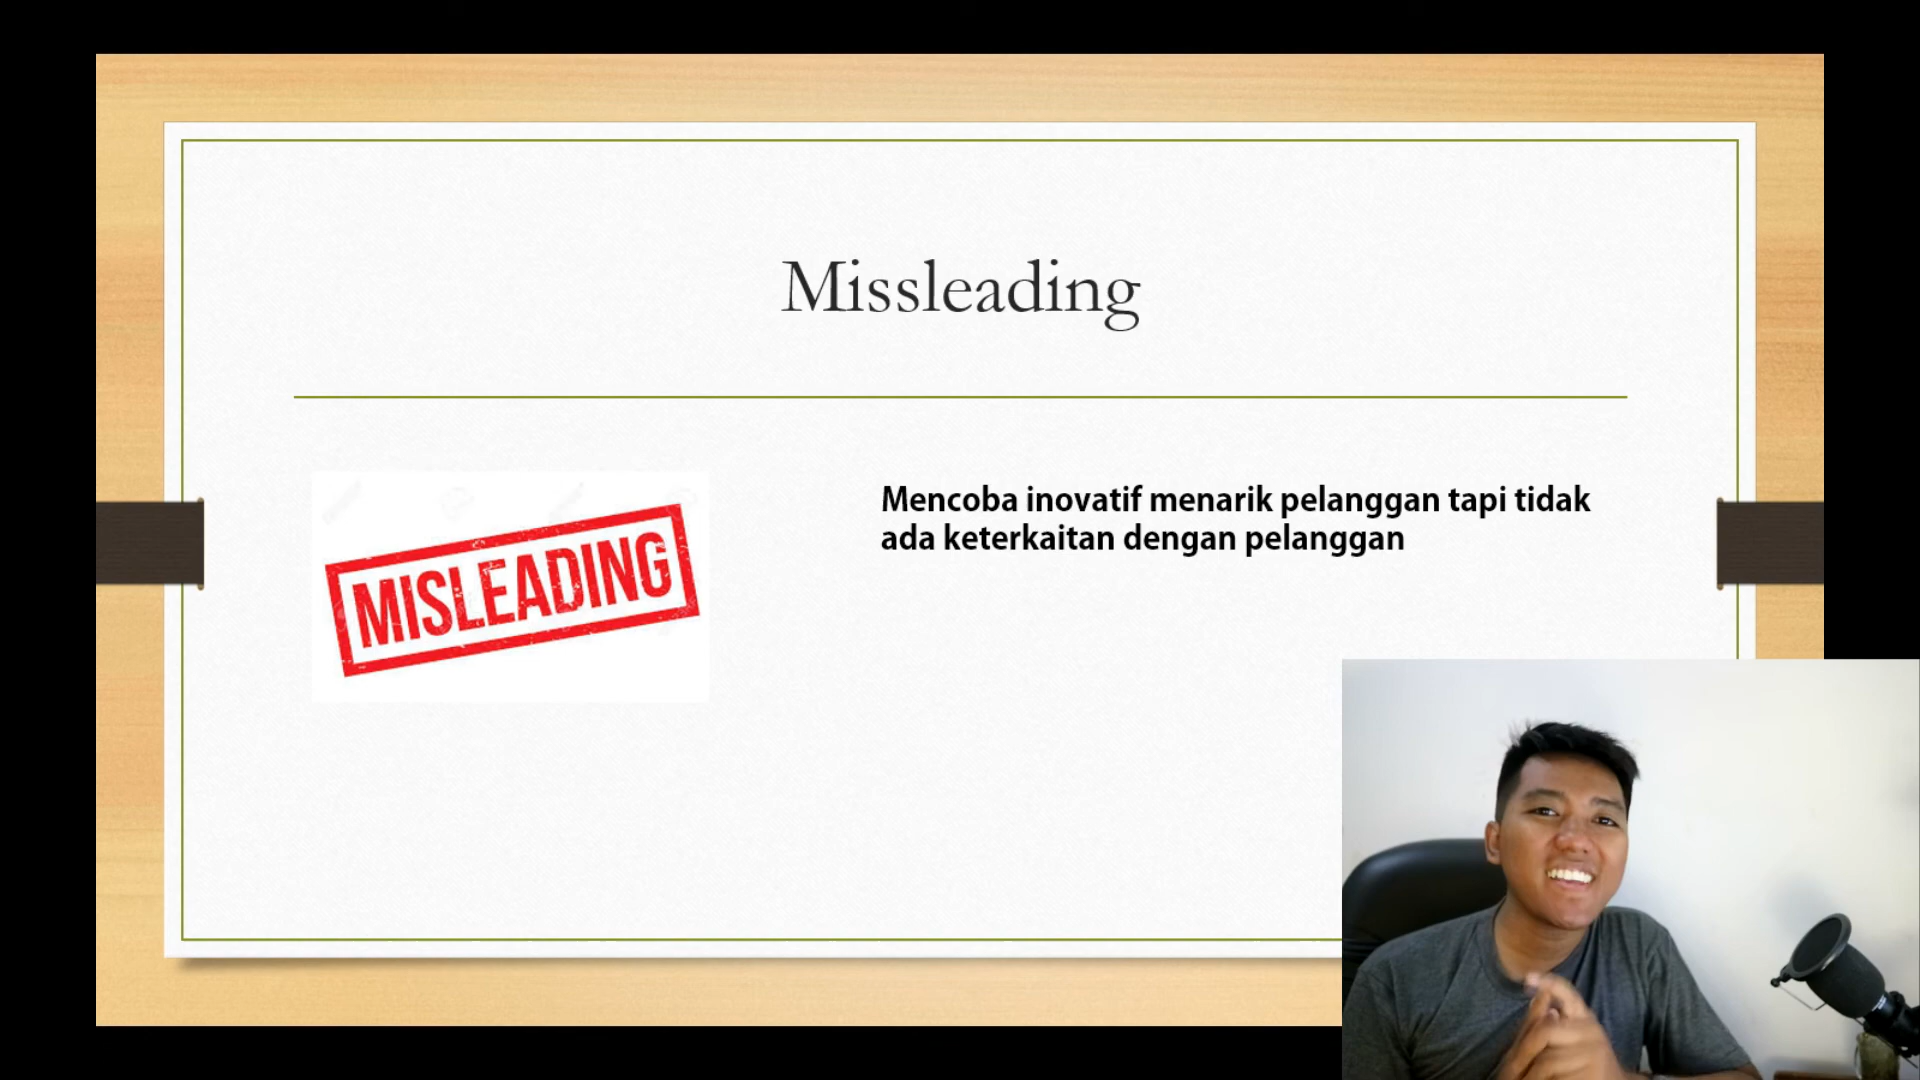 Missleading
MISLEADING
Mencoba inovatif menarik pelanggan tapi tidak
ada keterkaitan dengan pelanggan